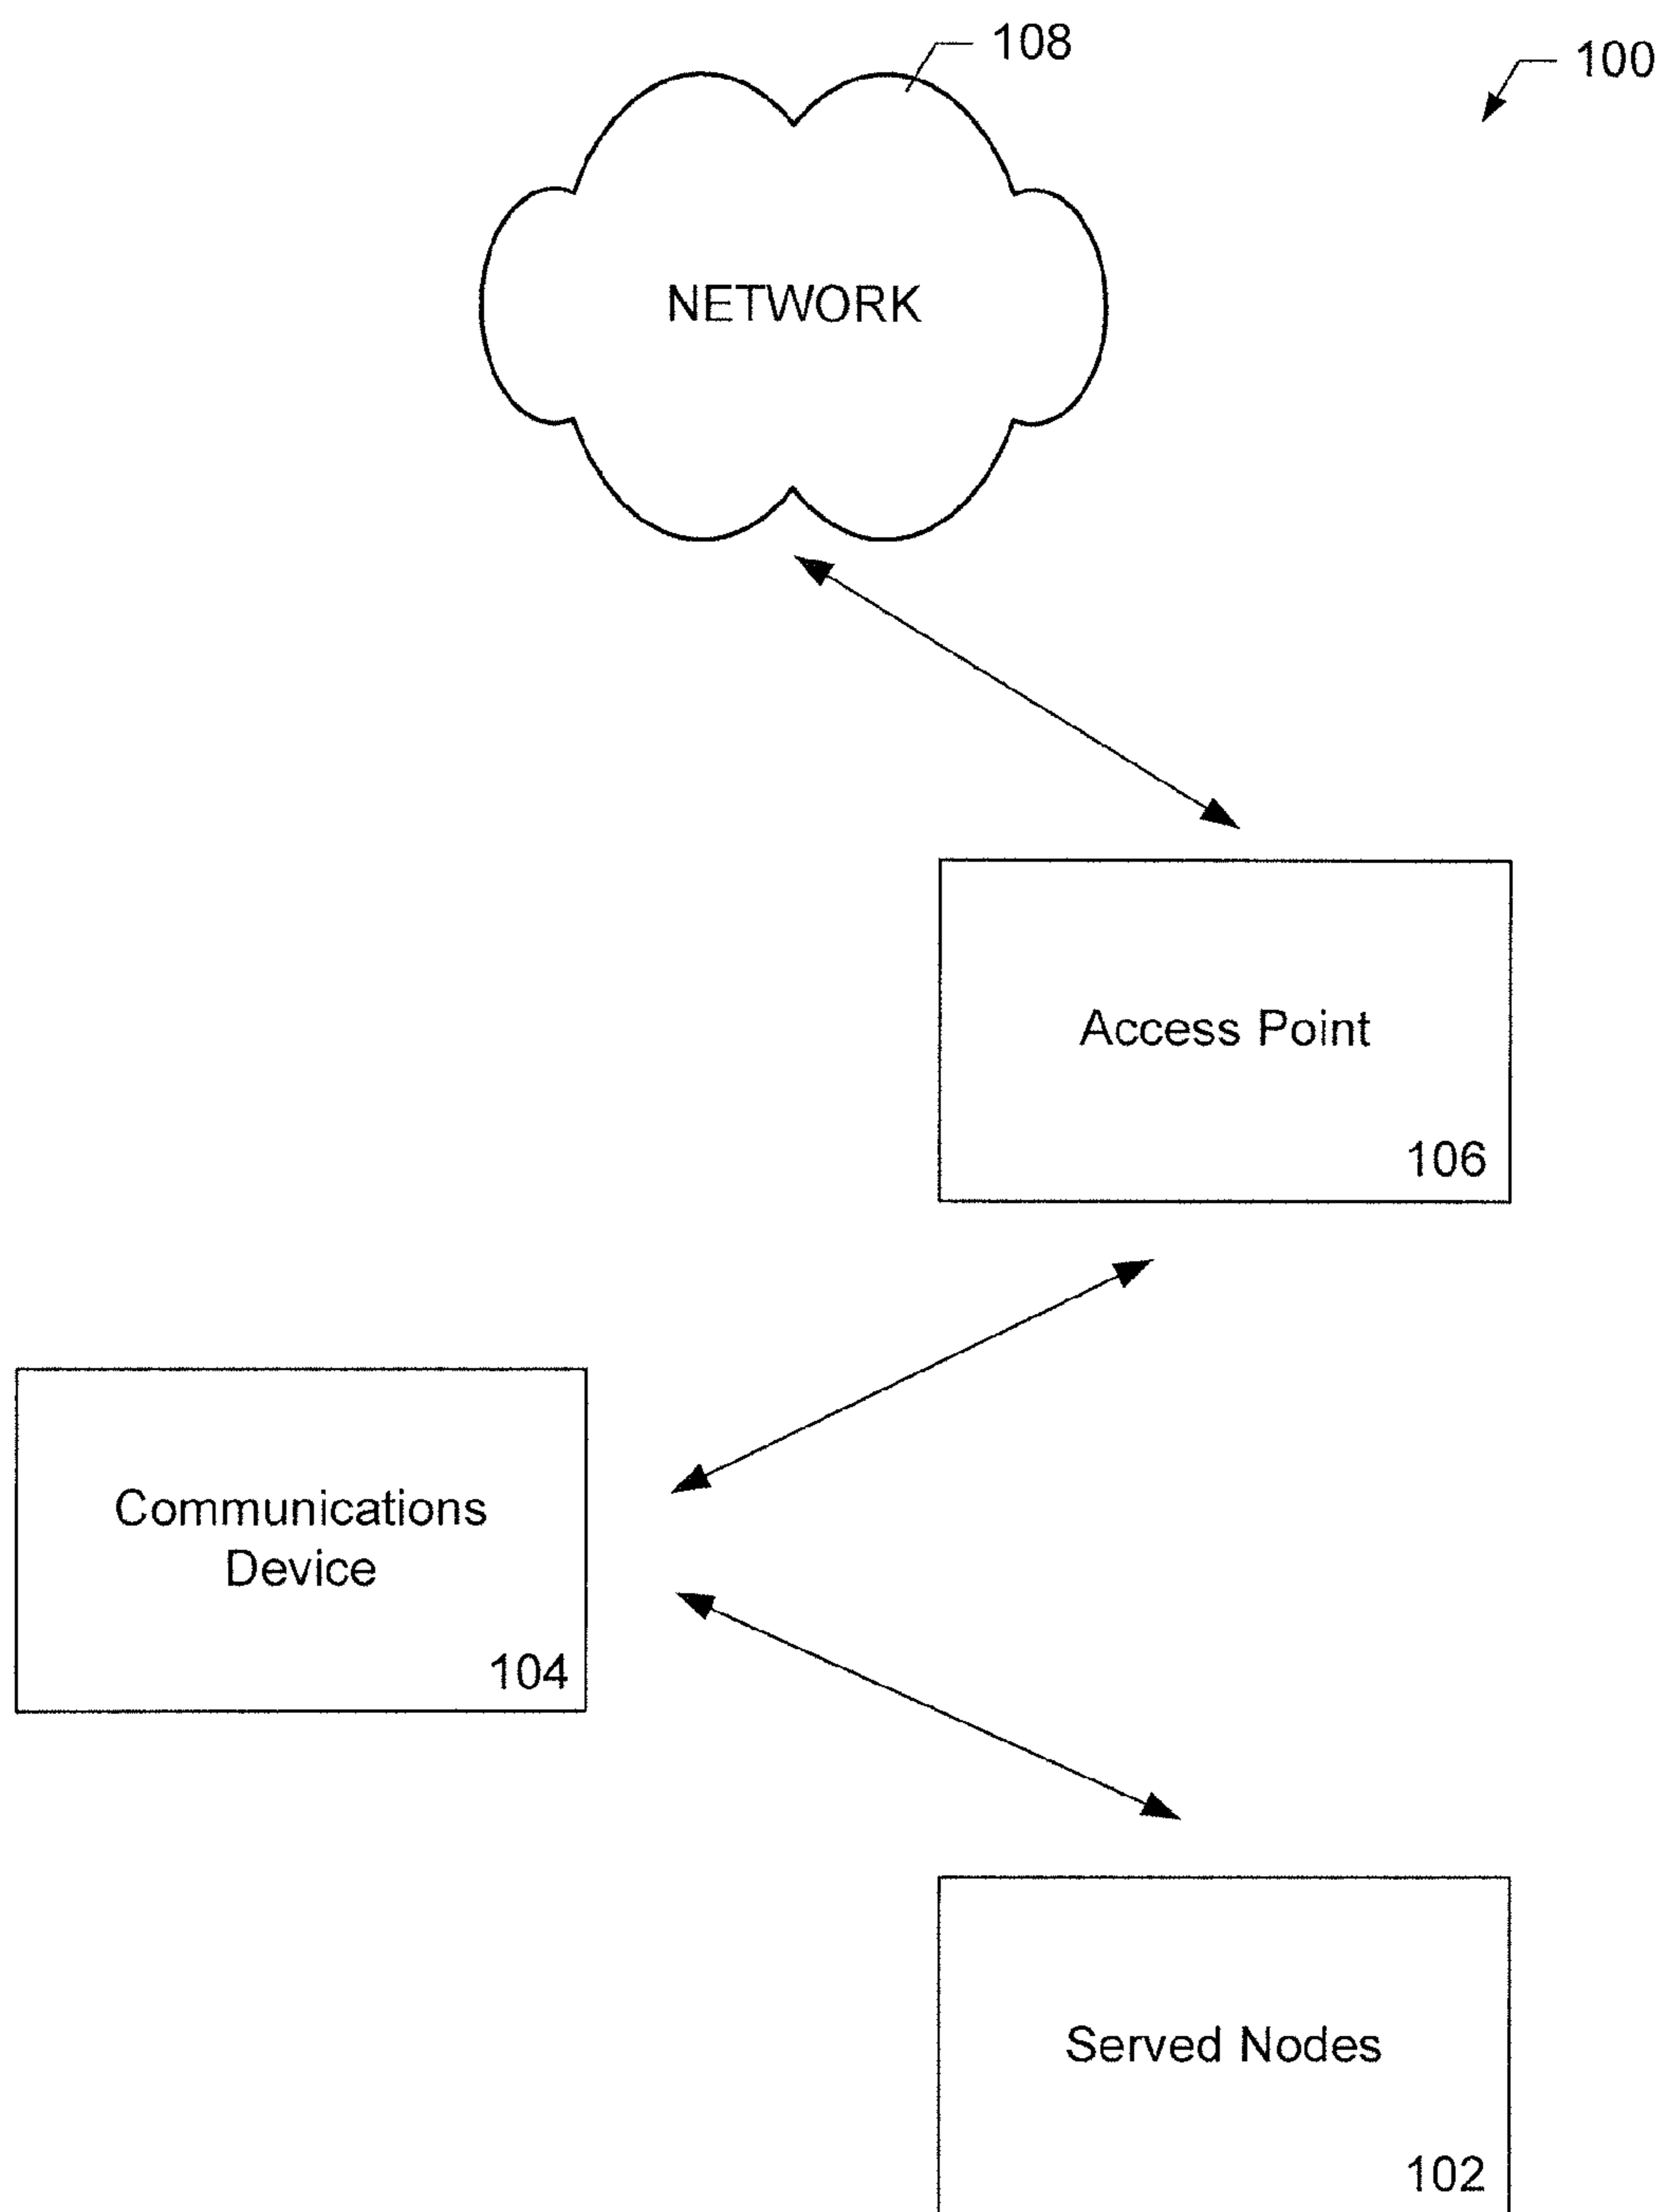 108
100
NETWORK
Access Point
106
Communications
Device
104
Served Nodes
102